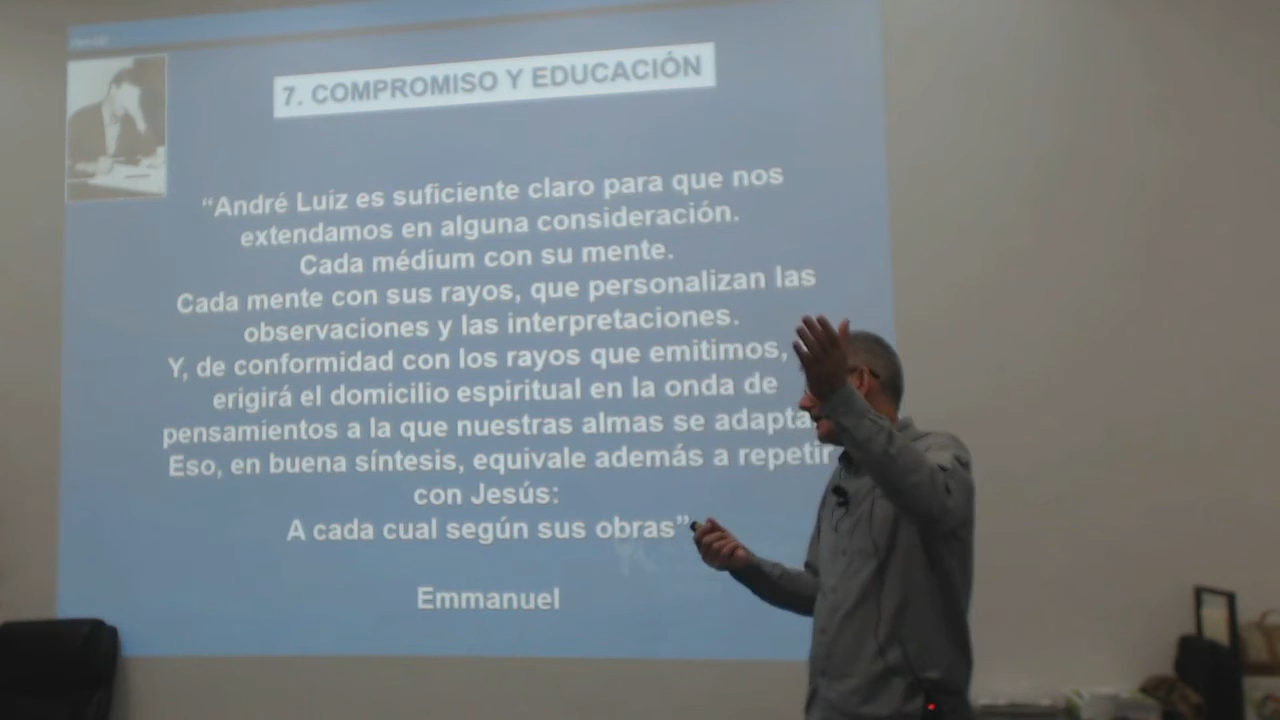 7. COMPROMISO Y EDUCACIÓN
“André Luíz es suficiente claro para que nos
extendamos en alguna consideración.
Cada médium con su mente.
Cada mente con sus rayos, que personalizan las
observaciones y las interpretaciones.
Y, de conformidad con los rayos que emitimos,
erigirá el domicilio espiritual en la onda de
pensamientos a la que nuestras almas se
Eso, en buena síntesis, equivale además a repetir
con Jesús:
A cada cual según sus obras”
Emmanuel